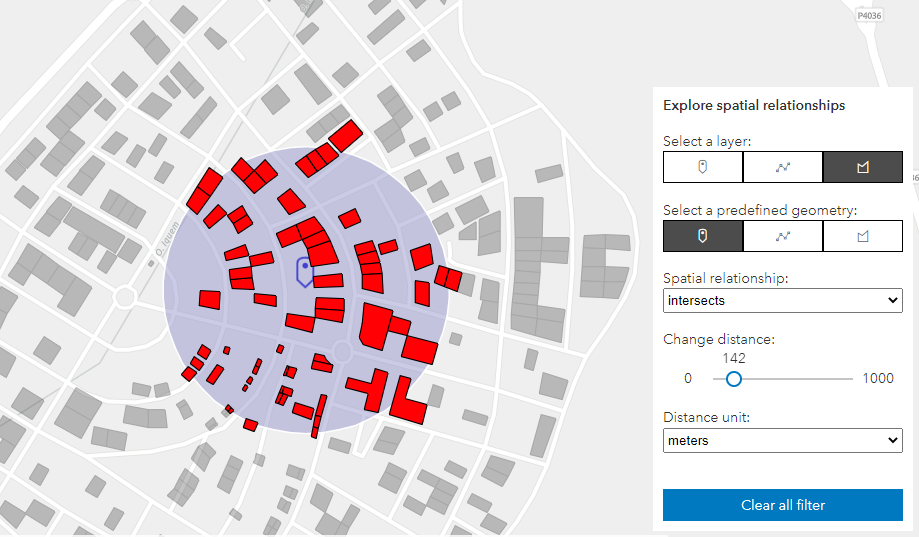 P4036
Explore spatial relationships
Select a layer:
Select a predefined geometry:
Spatial relationship:
intersects
Change distance:
142
0
1000
Distance unit:
meters
Clear all filter
D. Iquem